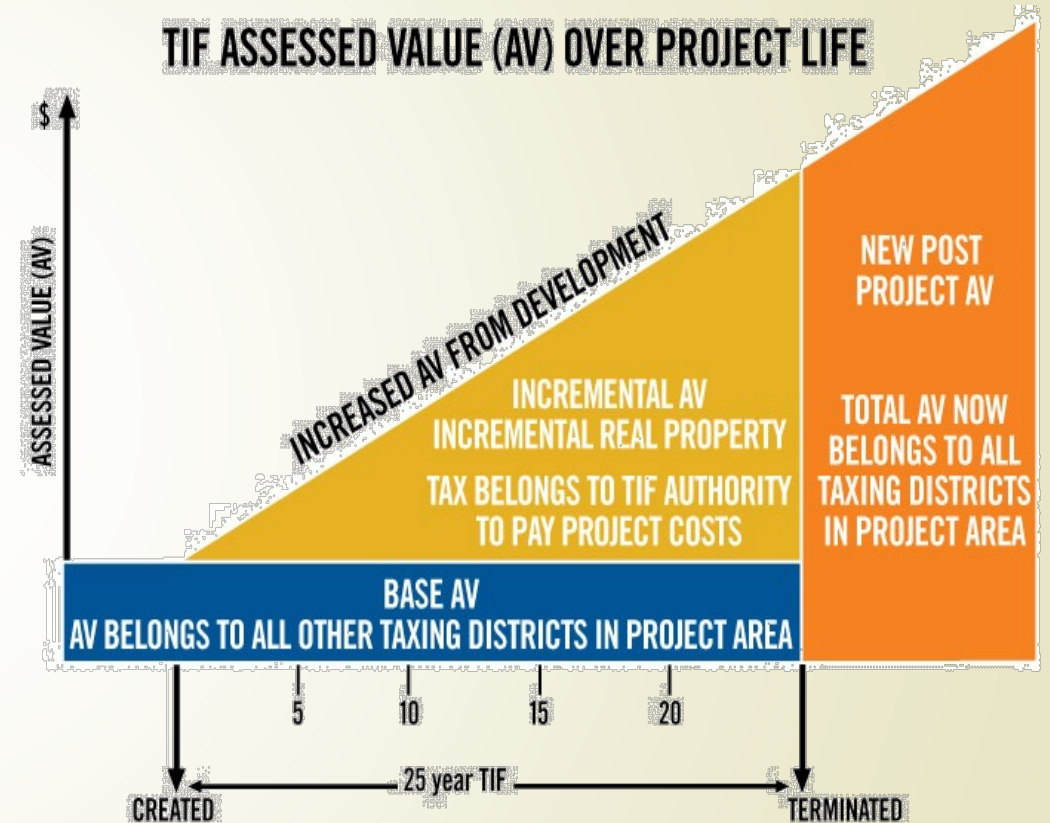 TIF ASSESSED VALUE (AV) OVER PROJECT LIFE
$
ASSESSED VALUE (AV)
INCREASED AV FROM DEVELOPMENT
INCREMENTAL AV
INCREMENTAL REAL PROPERTY
TAX BELONGS TO TIF AUTHORITY
TO PAY PROJECT COSTS
NEW POST
PROJECT AV
TOTAL AV NOW
BELONGS TO ALL
TAXING DISTRICTS
IN PROJECT AREA
BASE AV
AV BELONGS TO ALL OTHER TAXING DISTRICTS IN PROJECT AREA
5 10 15 20
25 year TIF
CREATED TERMINATED